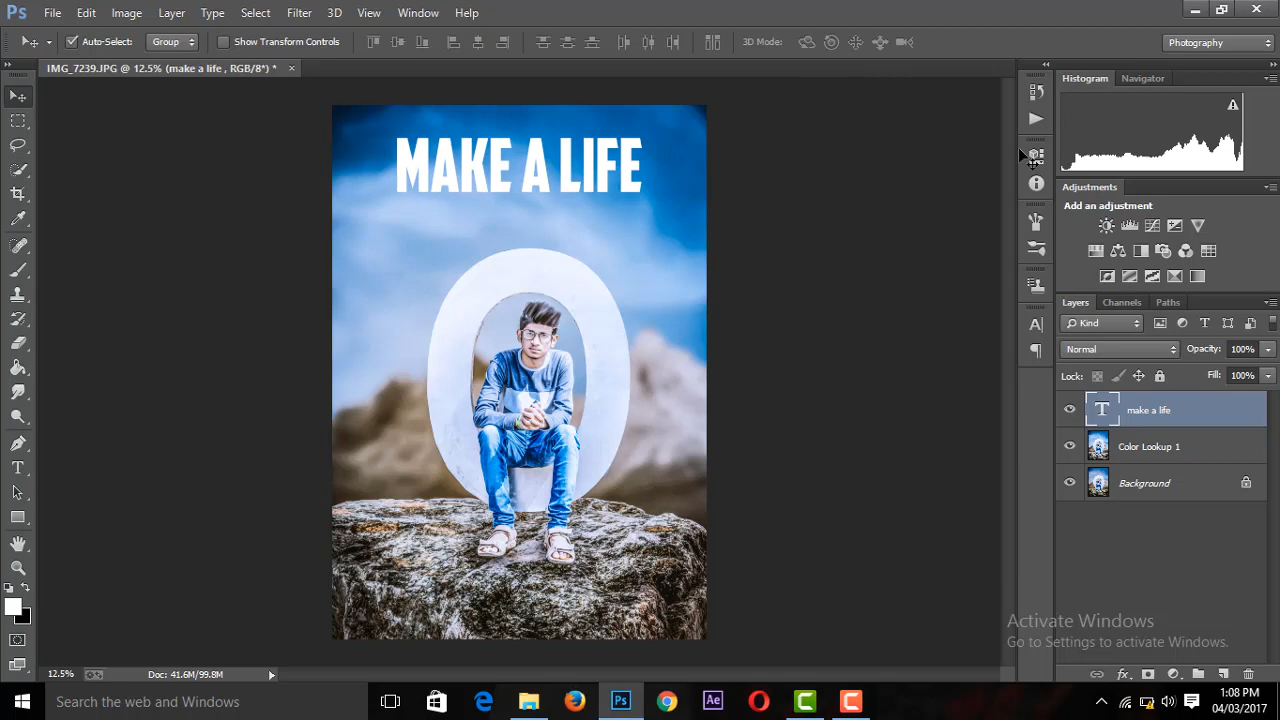 Ps File Edit Image Layer Type Select Filter 3D View Window Help
Auto-Select: Group Show Transform Controls 3D Mode: Photography
IMG_7239.JPG @ 12.5% (make a life , RGB/8*) *
Histogram Navigator
MAKE A LIFE
Adjustments
Add an adjustment
Layers Channels Paths
Kind
Normal Opacity: 100%
Lock: Fill: 100%
make a life
Color Lookup 1
Background
Activate Windows
Go to Settings to activate Windows.
12.5% Doc: 41.6M/99.8M
Search the web and Windows
Ps
Ae
1:08 PM
04/03/2017